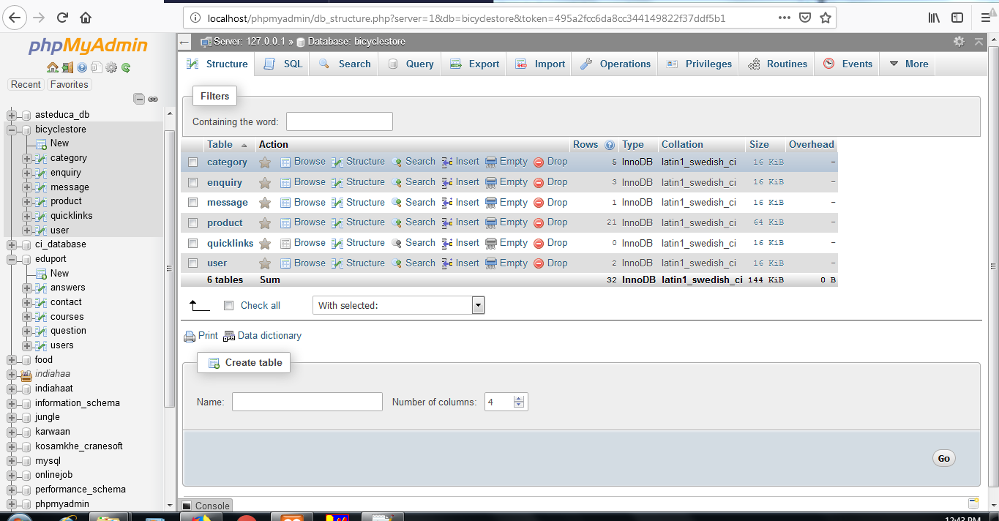 localhost/phpmyadmin/db_structure.php?server=1&db=bicyclestore&token=495a2fcc6da8cc344149822f37ddf5b1
phpMyAdmin
Recent Favorites
asteduca_db
bicyclestore
New
category
enquiry
message
product
quicklinks
user
ci_database
eduport
New
answers
contact
courses
question
users
food
indiahaa
indiahaat
information_schema
jungle
karwaan
kosamkhe_cranesoft
mysql
onlinejob
performance_schema
phpmyadmin
Server: 127.0.0.1 » Database: bicyclestore
Structure SQL Search Query Export Import Operations Privileges Routines Events More
Filters
Containing the word:
Table Action Rows Type Collation Size Overhead
category Browse Structure Search Insert Empty Drop 5 InnoDB latin1_swedish_ci 16 KiB -
enquiry Browse Structure Search Insert Empty Drop 3 InnoDB latin1_swedish_ci 16 KiB -
message Browse Structure Search Insert Empty Drop 1 InnoDB latin1_swedish_ci 16 KiB -
product Browse Structure Search Insert Empty Drop 21 InnoDB latin1_swedish_ci 64 KiB -
quicklinks Browse Structure Search Insert Empty Drop 0 InnoDB latin1_swedish_ci 16 KiB -
user Browse Structure Search Insert Empty Drop 2 InnoDB latin1_swedish_ci 16 KiB -
6 tables Sum 32 InnoDB latin1_swedish_ci 144 KiB 0 B
Check all With selected:
Print Data dictionary
Create table
Name: Number of columns: 4
Go
Console
12:43 PM